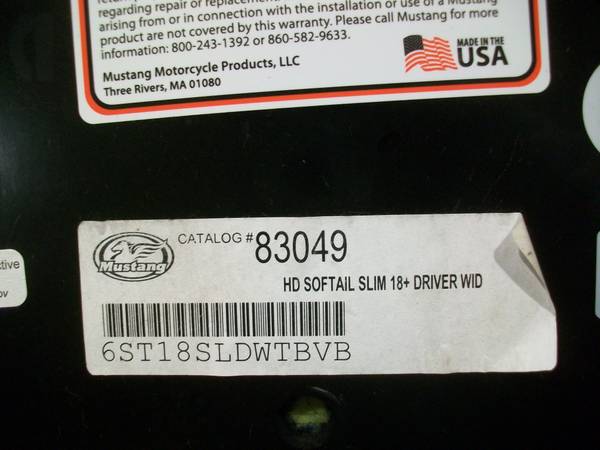 regarding repair or replacement
arising from or in connection with the installation or use of a Mustang
product are not covered by this warranty. Please call Mustang for more
information: 800-243-1392 or 860-582-9633.
Mustang Motorcycle Products, LLC
Three Rivers, MA 01080
MADE IN THE
USA
Mustang
CATALOG # 83049
HD SOFTAIL SLIM 18+ DRIVER WID
6ST18SLDWTBVB